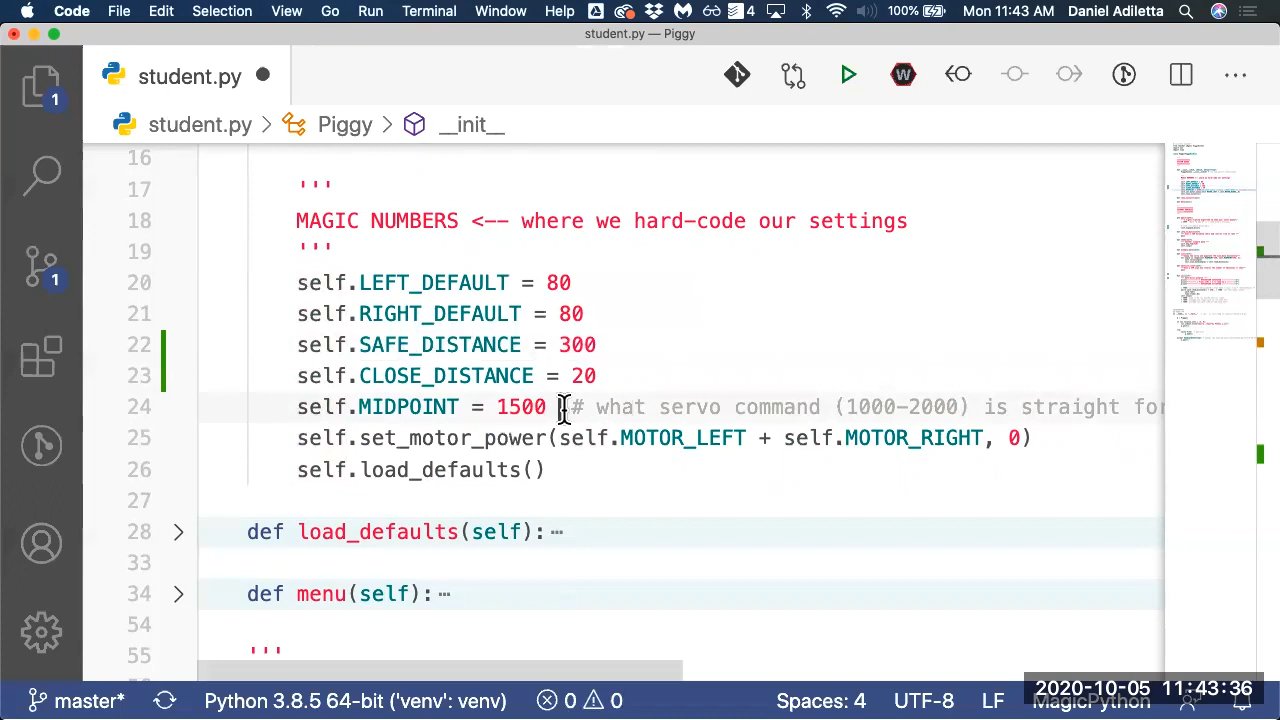 Code File Edit Selection View Go Run Terminal Window Help 4 100% Mon 11:43 AM Daniel Adiletta
student.py — Piggy
student.py
student.py > Piggy > __init__
1
1
16
17 '''
18 MAGIC NUMBERS <-- where we hard-code our settings
19 '''
20 self.LEFT_DEFAULT = 80
21 self.RIGHT_DEFAULT = 80
22 self.SAFE_DISTANCE = 300
23 self.CLOSE_DISTANCE = 20
24 self.MIDPOINT = 1500 # what servo command (1000-2000) is straight for
25 self.set_motor_power(self.MOTOR_LEFT + self.MOTOR_RIGHT, 0)
26 self.load_defaults()
27
28 def load_defaults(self):…
33
34 def menu(self):…
54
55 '''
master* Python 3.8.5 64-bit ('venv': venv) 0 0 Spaces: 4 UTF-8 LF MagicPython
2020-10-05 11:43:36